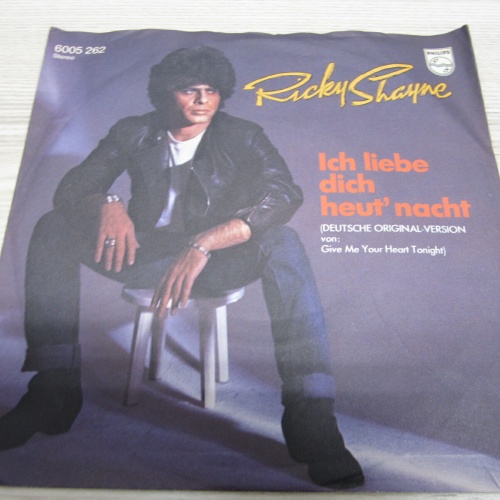 6005 262
Stereo
PHILIPS
Ricky Shayne
Ich liebe
dich
heut' nacht
(DEUTSCHE ORIGINAL-VERSION
von:
Give Me Your Heart Tonight)